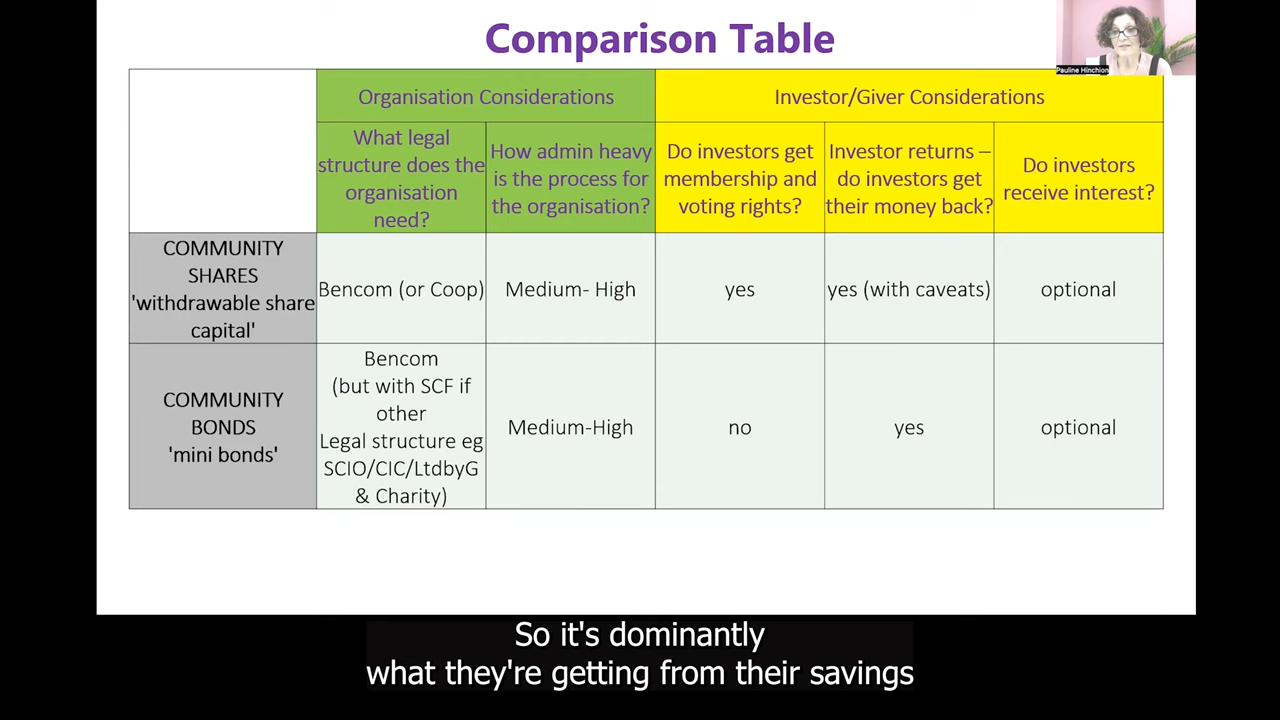 Comparison Table
Pauline Hinchion
Organisation Considerations
Investor/Giver Considerations
What legal
structure does the
organisation
need?
How admin heavy
is the process for
the organisation?
Do investors get
membership and
voting rights?
Investor returns –
do investors get
their money back?
Do investors
receive interest?
COMMUNITY
SHARES
'withdrawable share
capital'
Bencom (or Coop)
Medium- High
yes
yes (with caveats)
optional
COMMUNITY
BONDS
'mini bonds'
Bencom
(but with SCF if
other
Legal structure eg
SCIO/CIC/LtdbyG
& Charity)
Medium-High
no
yes
optional
So it's dominantly
what they're getting from their savings